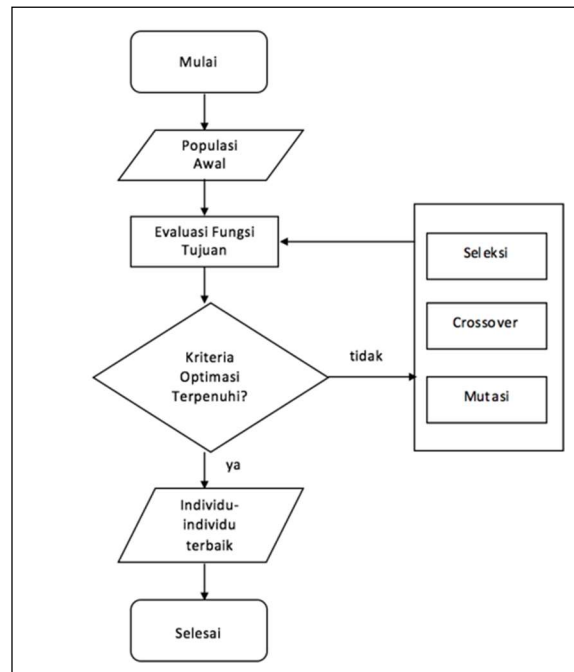 Mulai
Populasi
Awal
Evaluasi Fungsi
Tujuan
Kriteria
Optimasi
Terpenuhi?
tidak
Seleksi
Crossover
Mutasi
ya
Individu-
individu
terbaik
Selesai